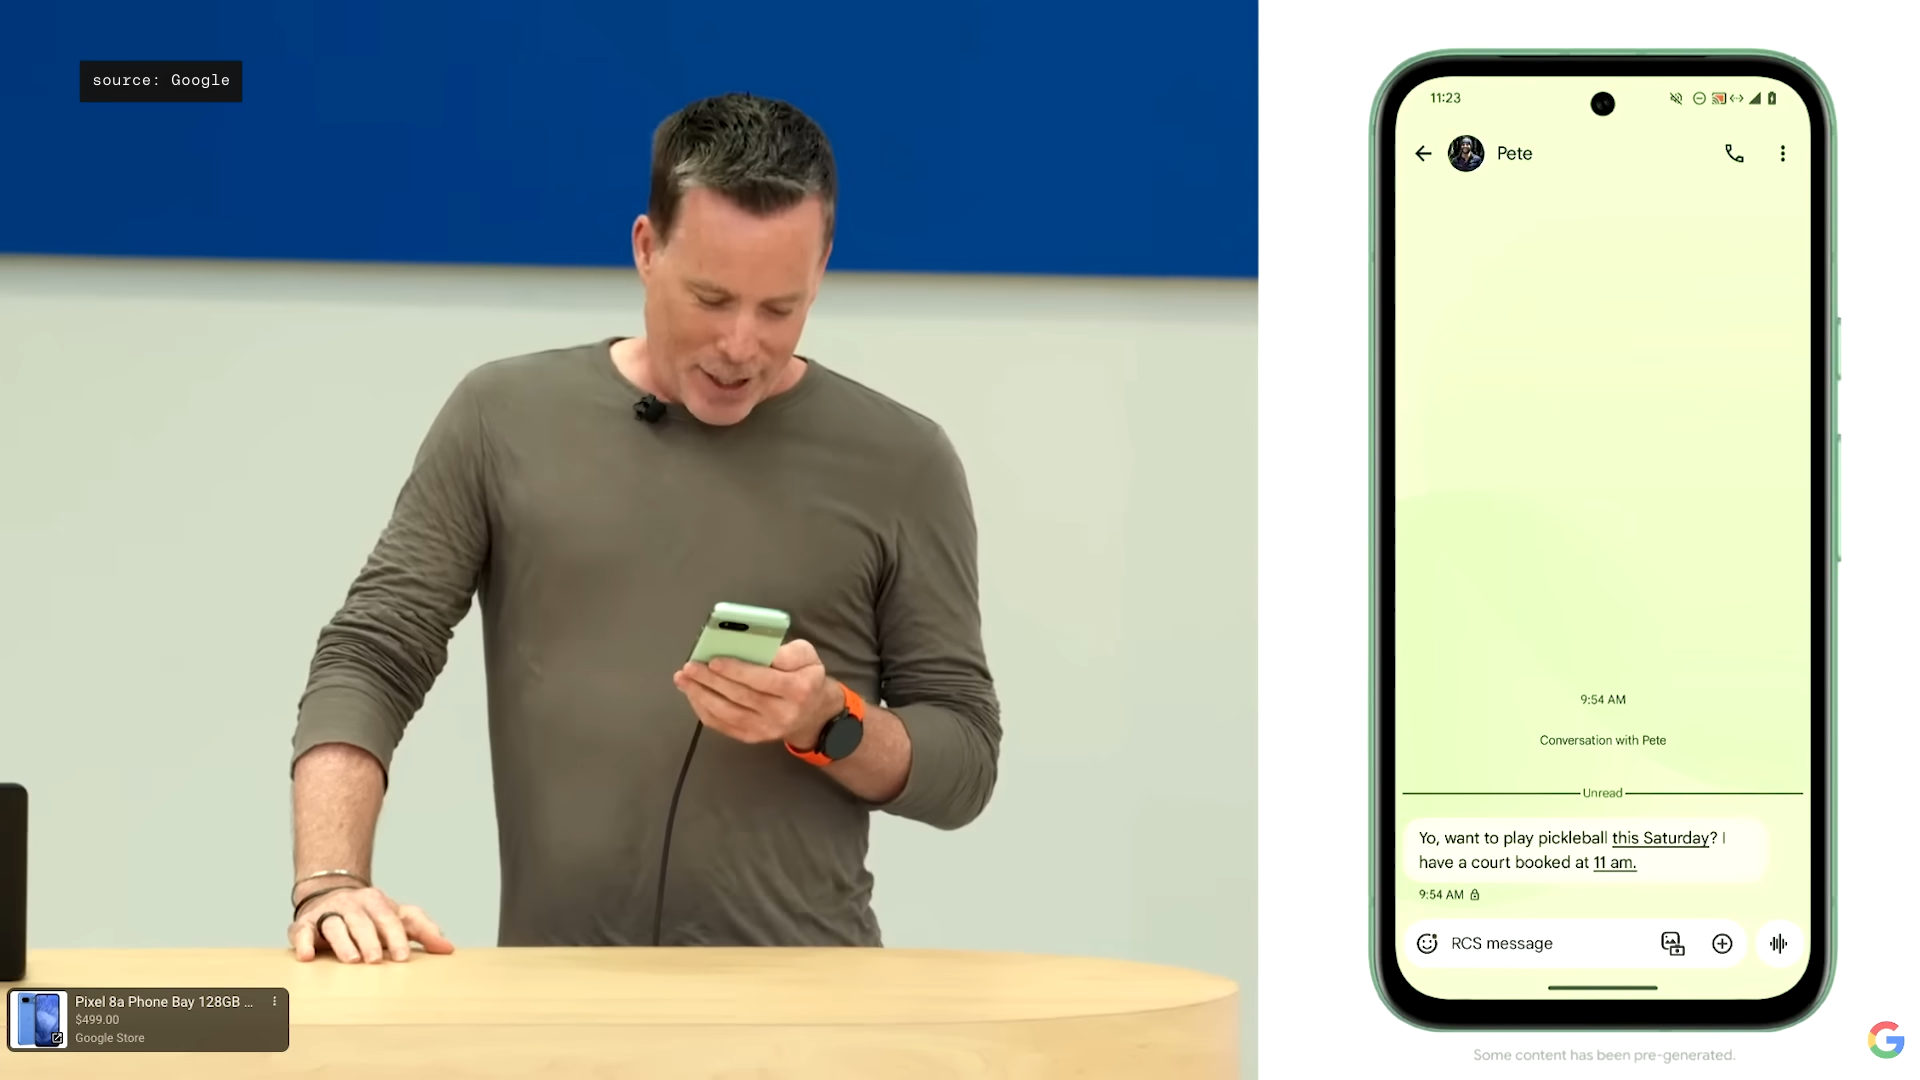 source: Google
11:23
Pete
9:54 AM
Conversation with Pete
Unread
Yo, want to play pickleball this Saturday? I
have a court booked at 11 am.
9:54 AM
RCS message
Pixel 8a Phone Bay 128GB ...
$499.00
Google Store
Some content has been pre-generated.